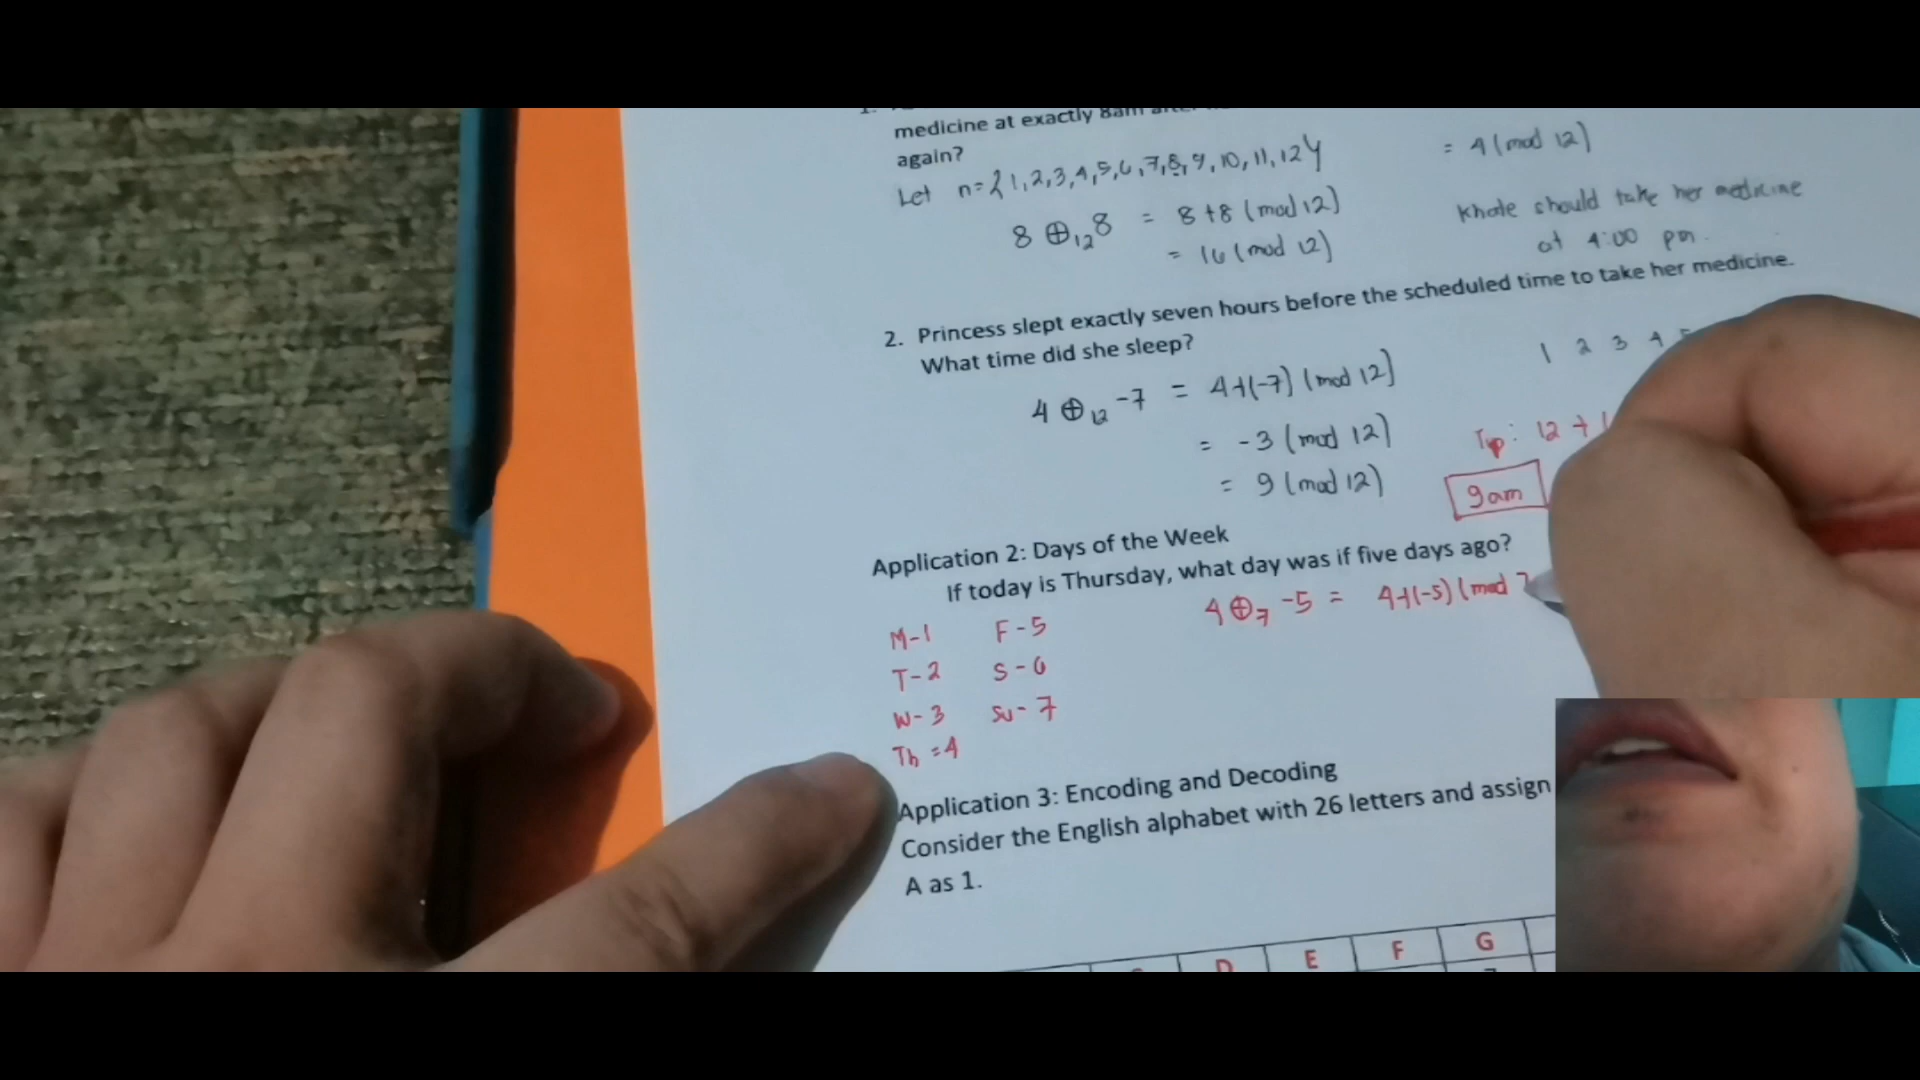 medicine at exactly 8am
again?
Let n={1,2,3,4,5,6,7,8,9,10,11,12}
8 ⊕₁₂ 8 = 8+8 (mod 12)
= 16 (mod 12)
= 4 (mod 12)
Khate should take her medicine
at 4:00 pm.
2. Princess slept exactly seven hours before the scheduled time to take her medicine.
What time did she sleep?
4 ⊕₁₂ -7 = 4+(-7) (mod 12)
= -3 (mod 12)
= 9 (mod 12)
1 2 3 4
Tip: 12 +
9am
Application 2: Days of the Week
If today is Thursday, what day was if five days ago?
4 ⊕₇ -5 = 4+(-5) (mod 7
M-1 F-5
T-2 S-6
W-3 Su-7
Th=4
Application 3: Encoding and Decoding
Consider the English alphabet with 26 letters and assign
A as 1.
D E F G